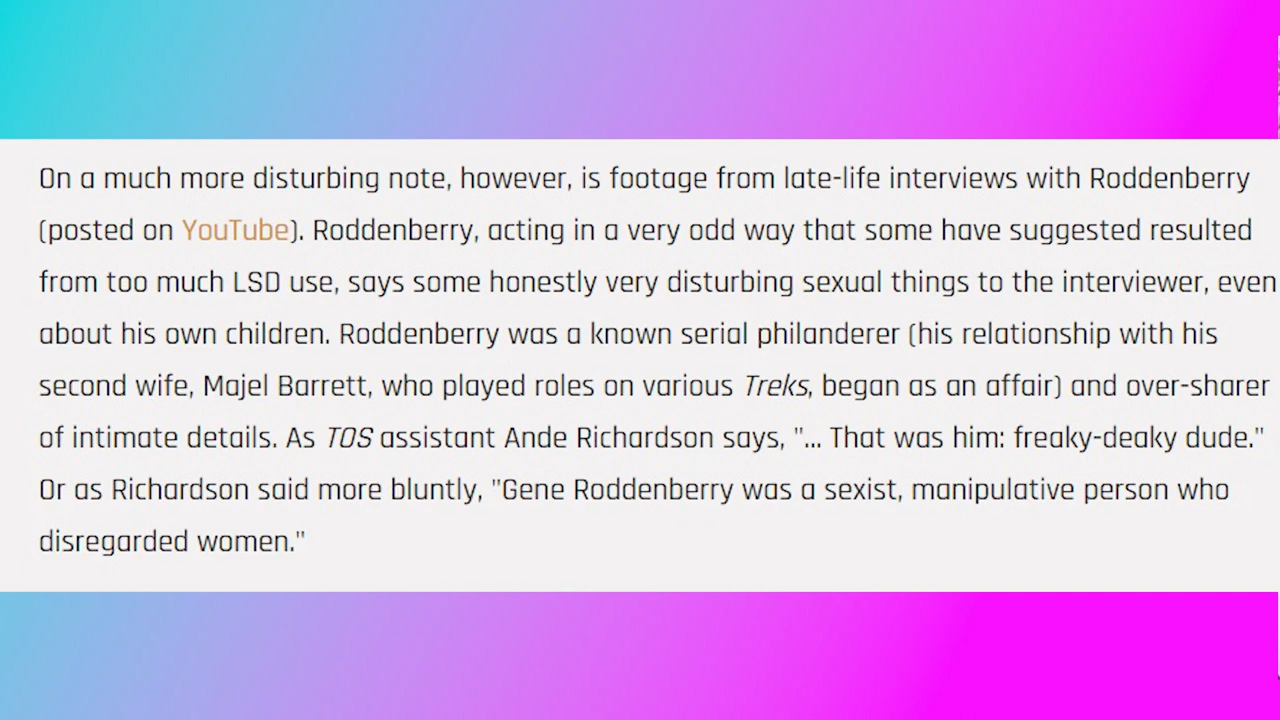 On a much more disturbing note, however, is footage from late-life interviews with Roddenberry
(posted on YouTube). Roddenberry, acting in a very odd way that some have suggested resulted
from too much LSD use, says some honestly very disturbing sexual things to the interviewer, even
about his own children. Roddenberry was a known serial philanderer (his relationship with his
second wife, Majel Barrett, who played roles on various Treks, began as an affair) and over-sharer
of intimate details. As TOS assistant Ande Richardson says, "... That was him: freaky-deaky dude."
Or as Richardson said more bluntly, "Gene Roddenberry was a sexist, manipulative person who
disregarded women."